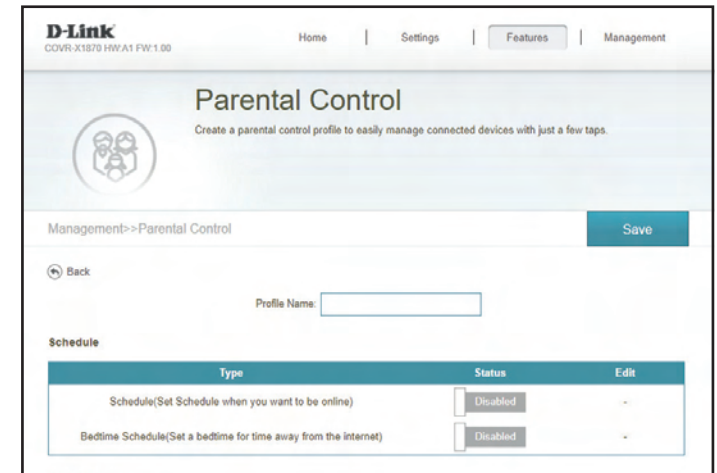 D-Link
COVR-X1870 HW:A1 FW:1.00
Home | Settings | Features | Management
Parental Control
Create a parental control profile to easily manage connected devices with just a few taps.
Management>>Parental Control
Save
Back
Profile Name:
Schedule
Type Status Edit
Schedule(Set Schedule when you want to be online) Disabled -
Bedtime Schedule(Set a bedtime for time away from the internet) Disabled -